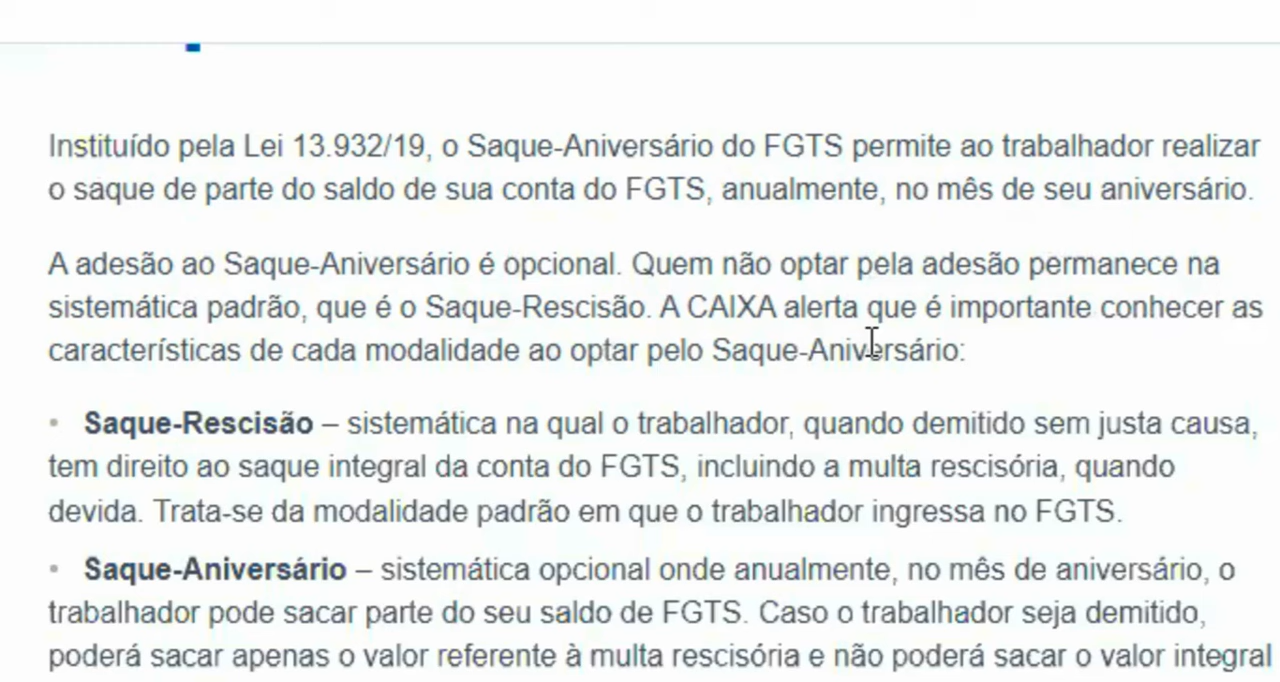 Instituído pela Lei 13.932/19, o Saque-Aniversário do FGTS permite ao trabalhador realizar
o saque de parte do saldo de sua conta do FGTS, anualmente, no mês de seu aniversário.
A adesão ao Saque-Aniversário é opcional. Quem não optar pela adesão permanece na
sistemática padrão, que é o Saque-Rescisão. A CAIXA alerta que é importante conhecer as
características de cada modalidade ao optar pelo Saque-Aniversário:
• Saque-Rescisão – sistemática na qual o trabalhador, quando demitido sem justa causa,
tem direito ao saque integral da conta do FGTS, incluindo a multa rescisória, quando
devida. Trata-se da modalidade padrão em que o trabalhador ingressa no FGTS.
• Saque-Aniversário – sistemática opcional onde anualmente, no mês de aniversário, o
trabalhador pode sacar parte do seu saldo de FGTS. Caso o trabalhador seja demitido,
poderá sacar apenas o valor referente à multa rescisória e não poderá sacar o valor integral